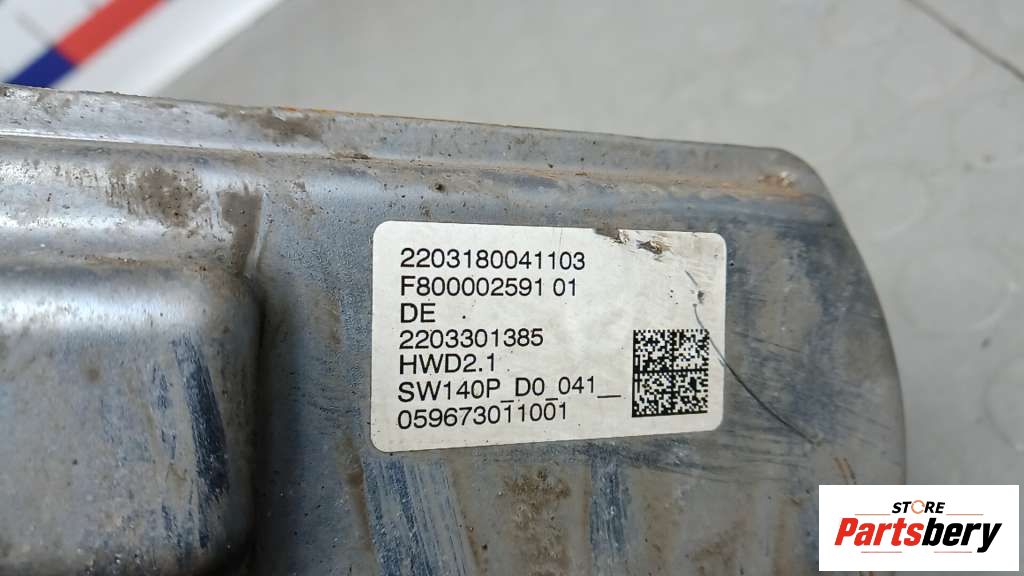 2203180041103
F800002591 01
DE
2203301385
HWD2.1
SW140P_D0_041__
059673011001
STORE
Partsbery